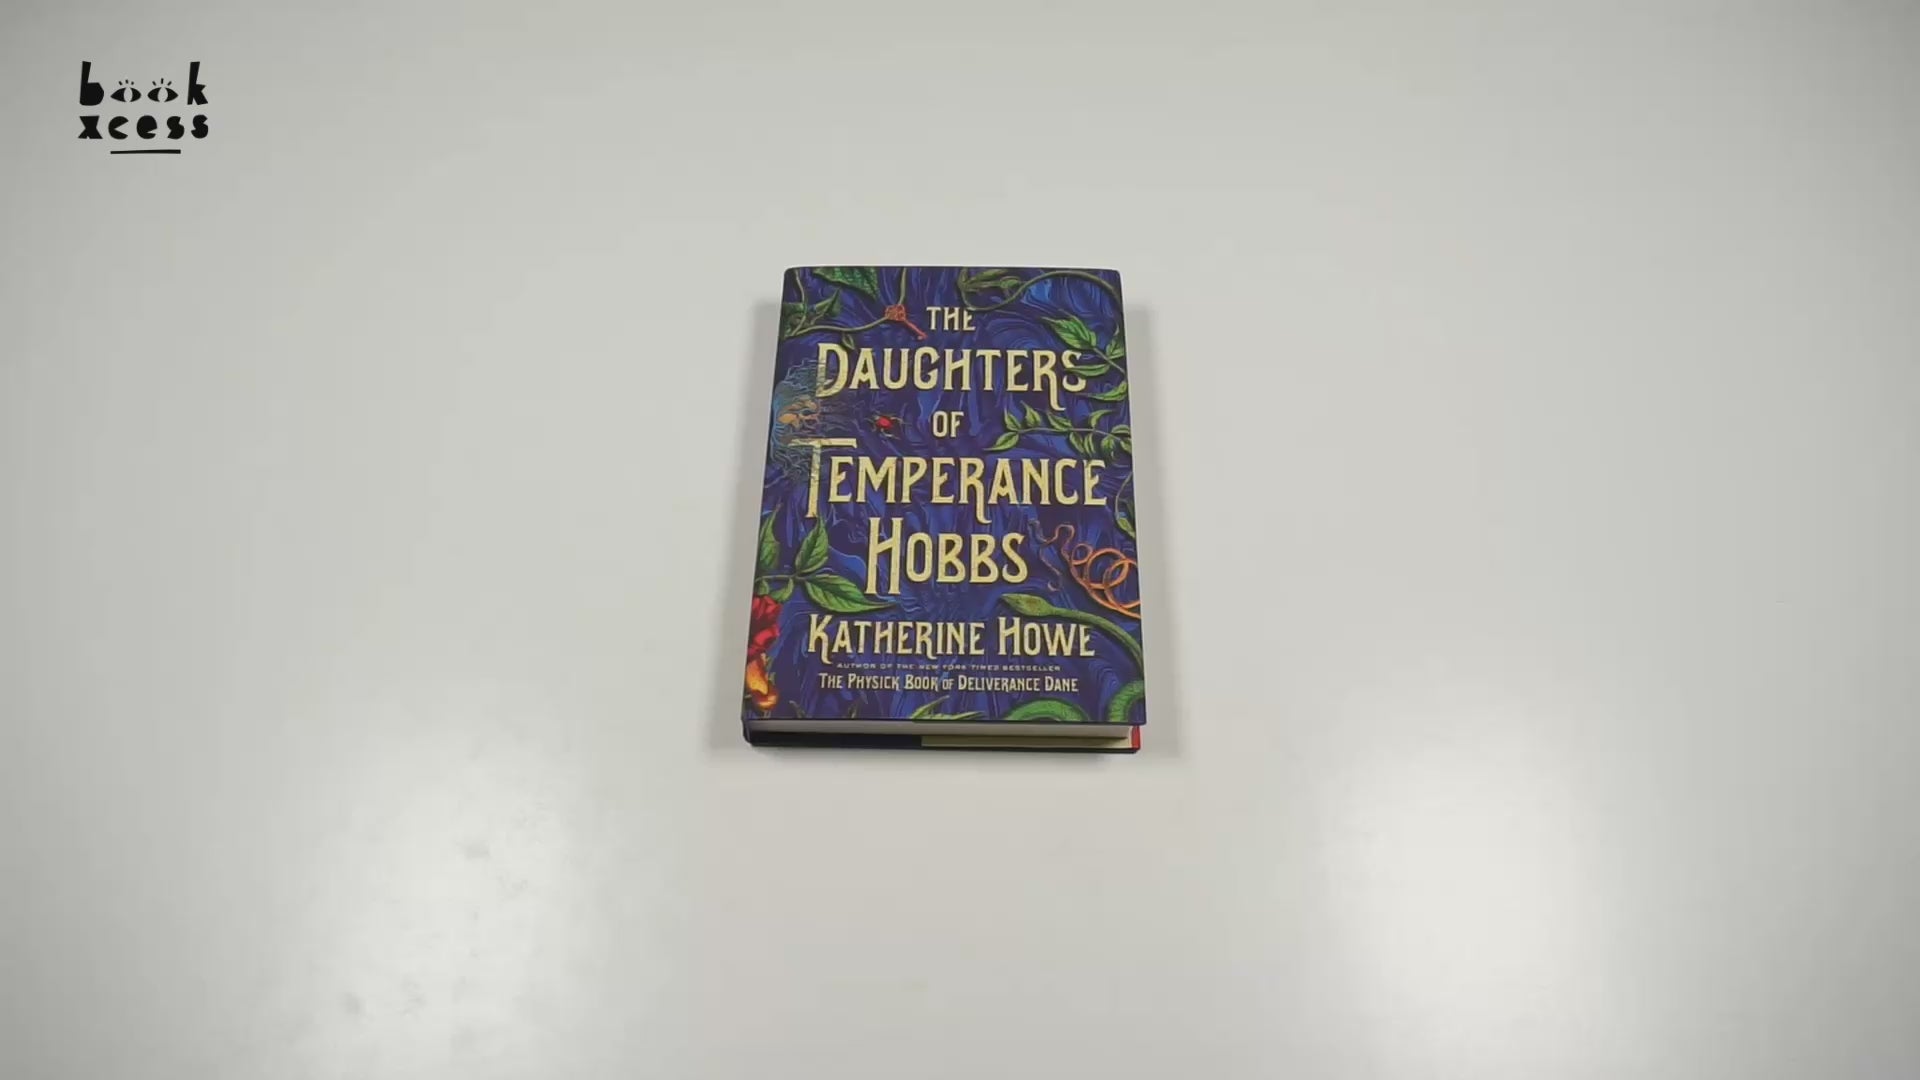 book
xcess
THE
DAUGHTERS
OF
TEMPERANCE
HOBBS
KATHERINE HOWE
AUTHOR OF THE NEW YORK TIMES BESTSELLER
THE PHYSICK BOOK OF DELIVERANCE DANE